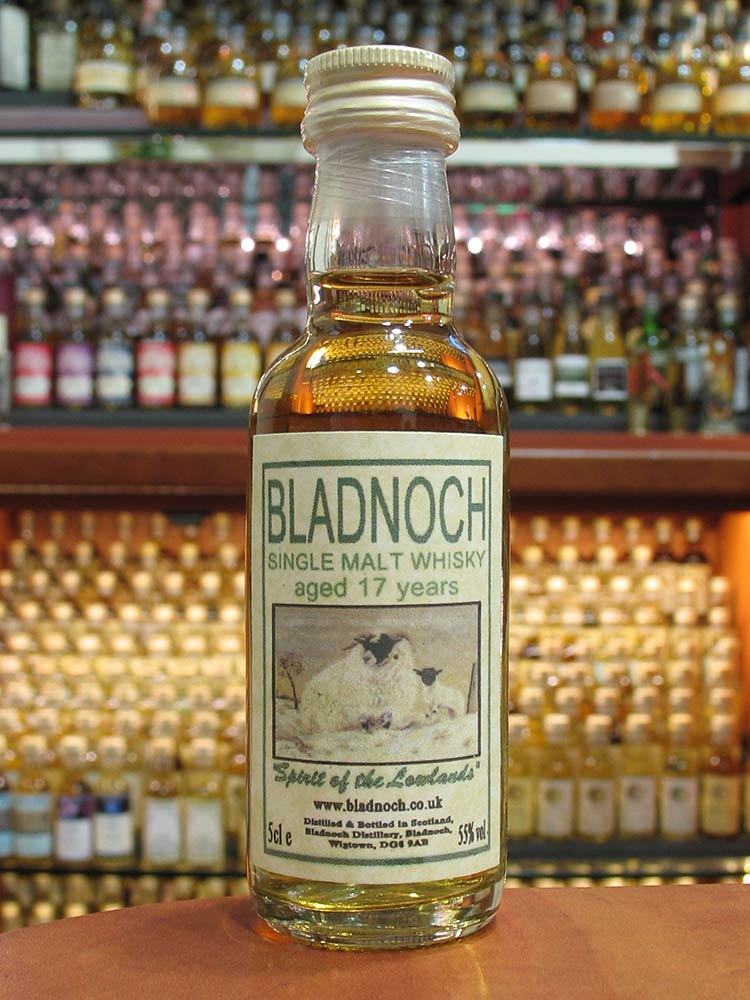 BLADNOCH
SINGLE MALT WHISKY
aged 17 years
"Spirit of the Lowlands"
www.bladnoch.co.uk
Distilled & Bottled in Scotland,
Bladnoch Distillery, Bladnoch,
Wigtown, DG8 9AB
5cl e
55% vol